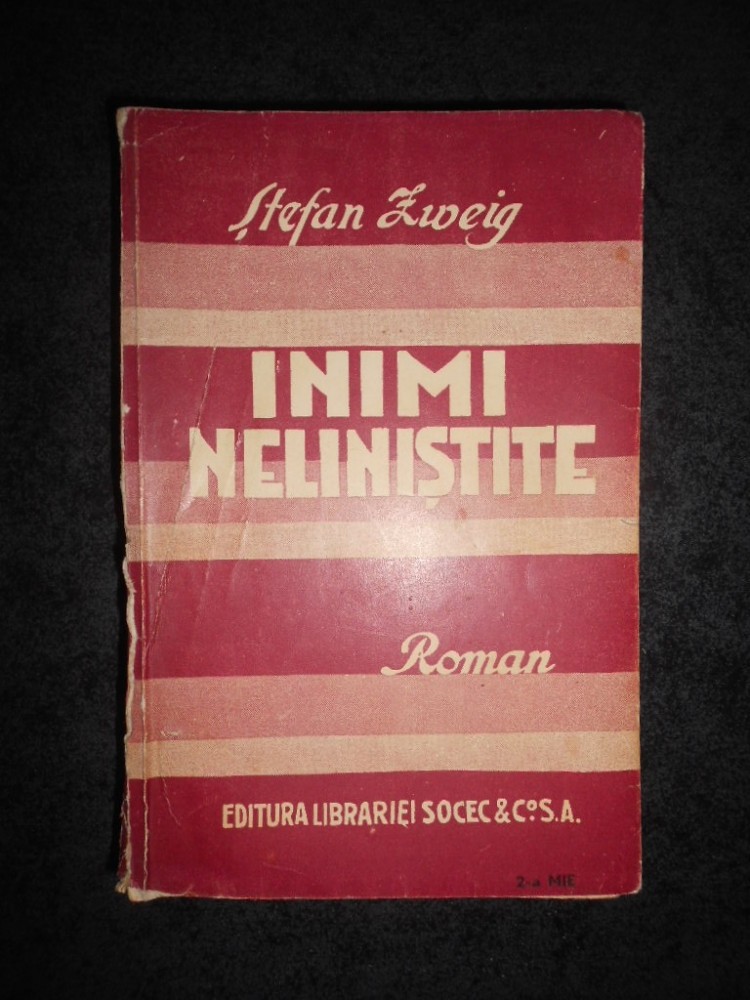 Ștefan Zweig
INIMI
NELINIȘTITE
Roman
EDITURA LIBRARIEI SOCEC & Cº S.A.
2-a MIE